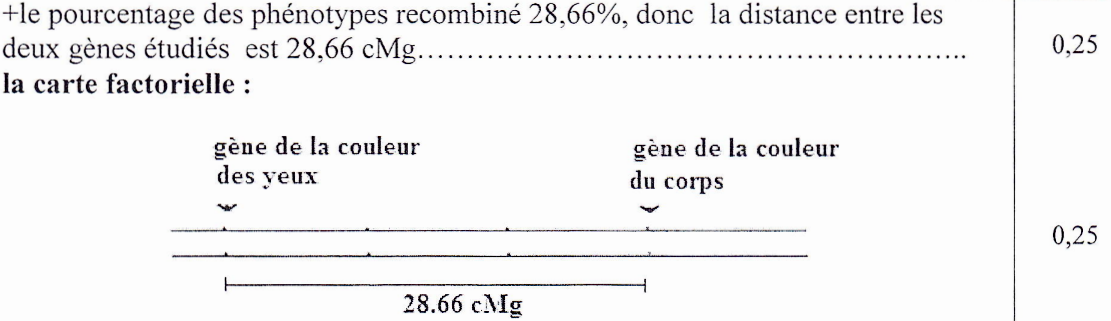 +le pourcentage des phénotypes recombiné 28,66%, donc la distance entre les
deux gènes étudiés est 28,66 cMg……………………………………………….. 0,25
la carte factorielle :
gène de la couleur
des yeux
gène de la couleur
du corps
0,25
28.66 cMg